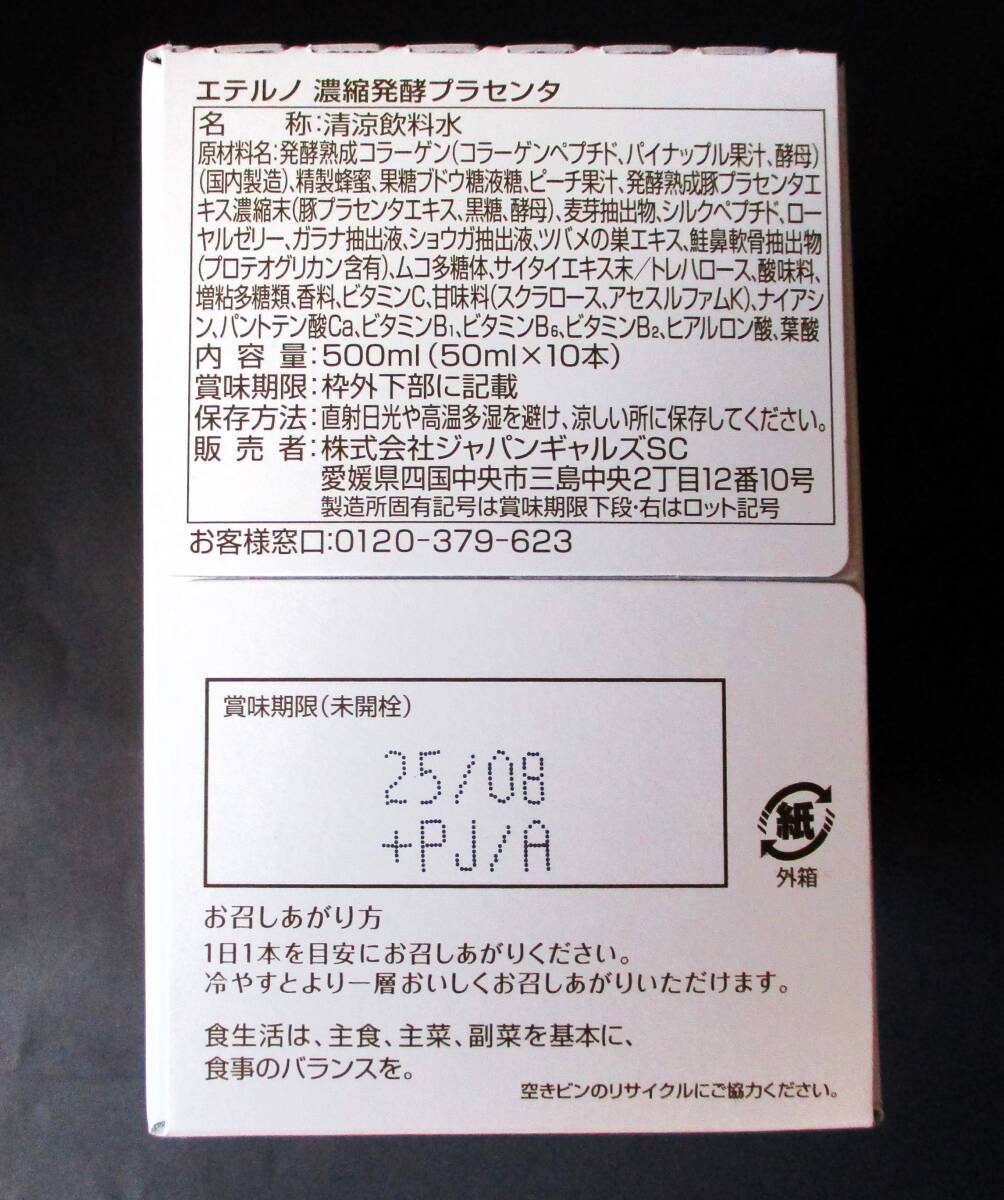 エテルノ 濃縮発酵プラセンタ
名 称:清涼飲料水
原材料名:発酵熟成コラーゲン(コラーゲンペプチド、パイナップル果汁、酵母)
(国内製造)、精製蜂蜜、果糖ブドウ糖液糖、ピーチ果汁、発酵熟成豚プラセンタエ
キス濃縮末(豚プラセンタエキス、黒糖、酵母)、麦芽抽出物、シルクペプチド、ロー
ヤルゼリー、ガラナ抽出液、ショウガ抽出液、ツバメの巣エキス、鮭鼻軟骨抽出物
(プロテオグリカン含有)、ムコ多糖体、サイタイエキス末／トレハロース、酸味料、
増粘多糖類、香料、ビタミンC、甘味料(スクラロース、アセスルファムK)、ナイアシ
ン、パントテン酸Ca、ビタミンB₁、ビタミンB₆、ビタミンB₂、ヒアルロン酸、葉酸
内 容 量:500ml(50ml×10本)
賞味期限:枠外下部に記載
保存方法:直射日光や高温多湿を避け、涼しい所に保存してください。
販 売 者:株式会社ジャパンギャルズSC
愛媛県四国中央市三島中央2丁目12番10号
製造所固有記号は賞味期限下段・右はロット記号
お客様窓口:0120-379-623
賞味期限(未開栓)
25/08
+PJ/A
紙
外箱
お召しあがり方
1日1本を目安にお召しあがりください。
冷やすとより一層おいしくお召しあがりいただけます。
食生活は、主食、主菜、副菜を基本に、
食事のバランスを。
空きビンのリサイクルにご協力ください。